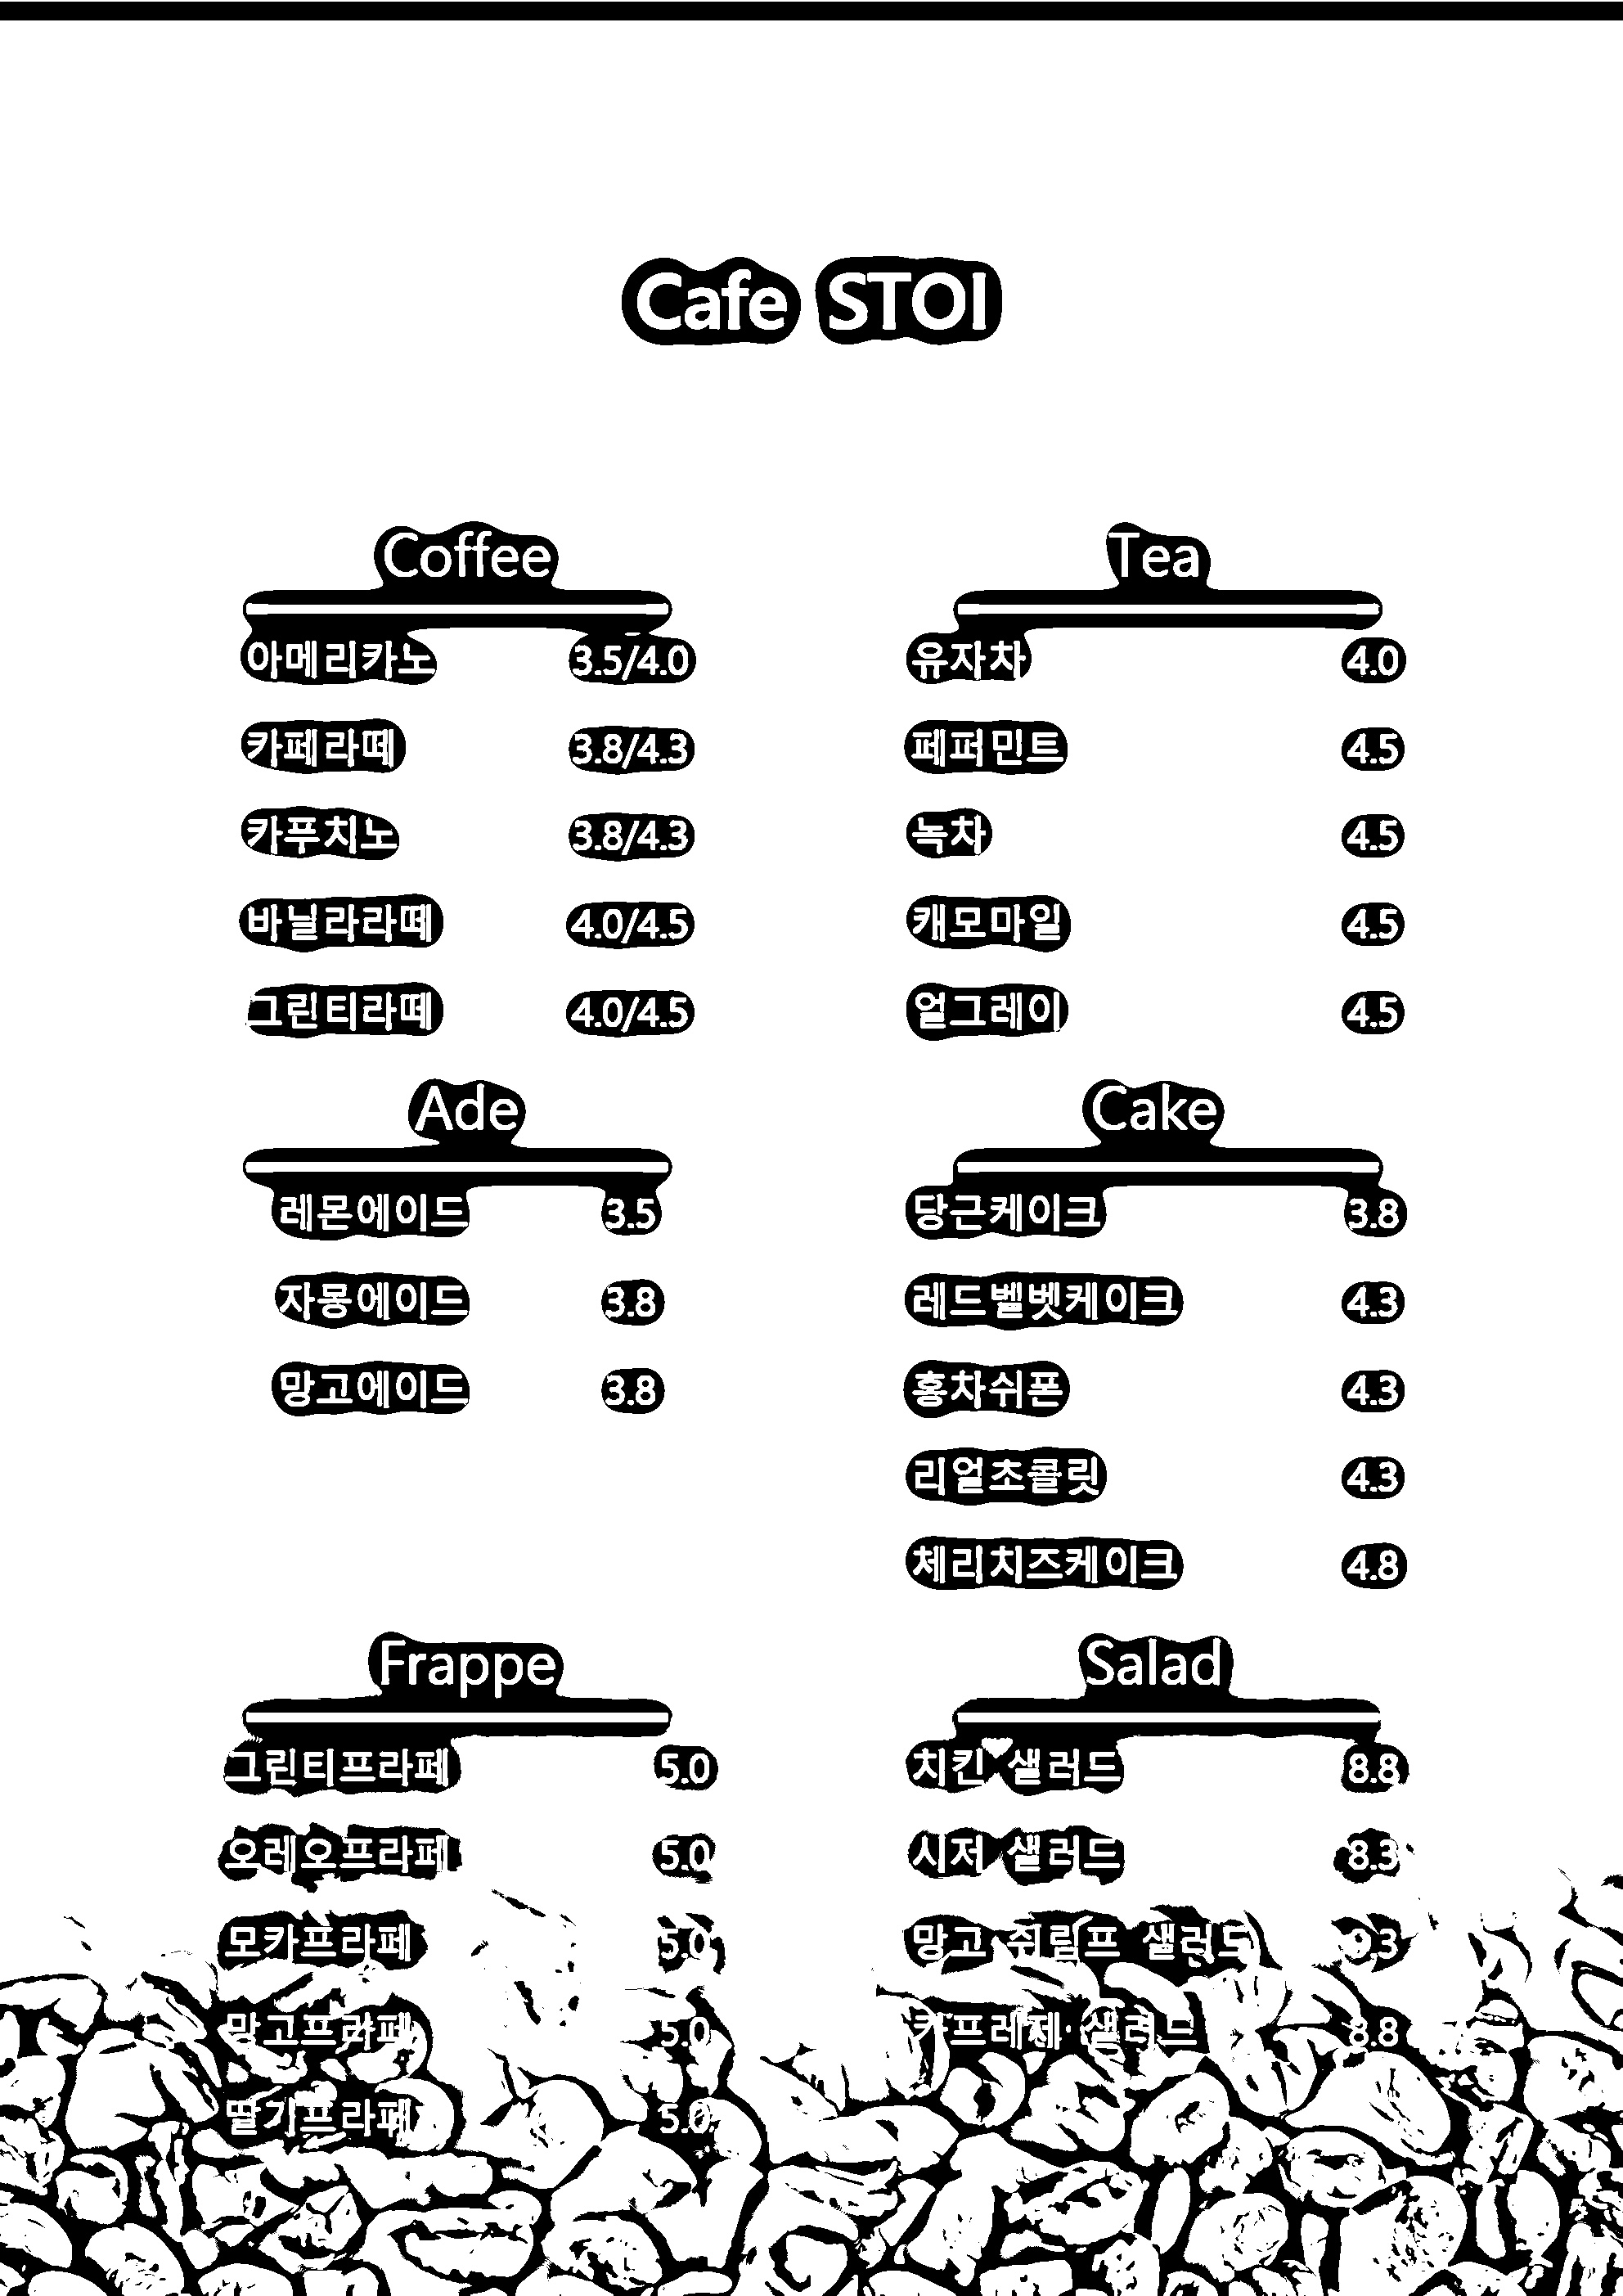 Cafe STOI
Coffee
아메리카노 3.5/4.0
카페라떼 3.8/4.3
카푸치노 3.8/4.3
바닐라라떼 4.0/4.5
그린티라떼 4.0/4.5
Tea
유자차 4.0
페퍼민트 4.5
녹차 4.5
캐모마일 4.5
얼그레이 4.5
Ade
레몬에이드 3.5
자몽에이드 3.8
망고에이드 3.8
Cake
당근케이크 3.8
레드벨벳케이크 4.3
홍차쉬폰 4.3
리얼초콜릿 4.3
체리치즈케이크 4.8
Frappe
그린티프라페 5.0
오레오프라페 5.0
모카프라페 5.0
망고프라페 5.0
딸기프라페 5.0
Salad
치킨 샐러드 8.8
시저 샐러드 8.3
망고 쉬림프 샐러드 9.3
카프레제 샐러드 8.8